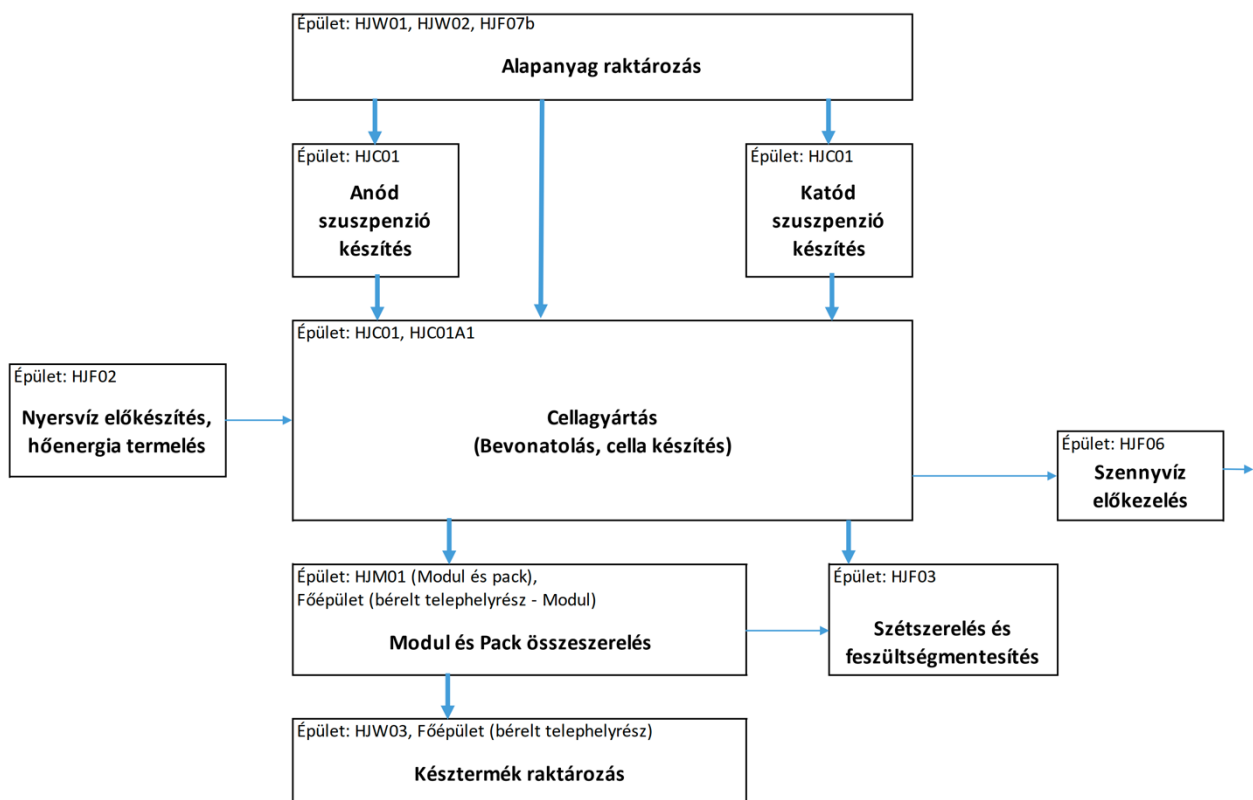 Épület: HJW01, HJW02, HJF07b
Alapanyag raktározás
Épület: HJC01
Anód
szuszpenzió
készítés
Épület: HJC01
Katód
szuszpenzió
készítés
Épület: HJC01, HJC01A1
Cellagyártás
(Bevonatolás, cella készítés)
Épület: HJF02
Nyersvíz előkészítés,
hőenergia termelés
Épület: HJF06
Szennyvíz
előkezelés
Épület: HJM01 (Modul és pack),
Főépület (bérelt telephelyrész - Modul)
Modul és Pack összeszerelés
Épület: HJF03
Szétszerelés és
feszültségmentesítés
Épület: HJW03, Főépület (bérelt telephelyrész)
Késztermék raktározás